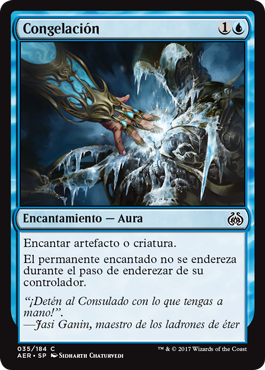 Congelación 1
Encantamiento — Aura
Encantar artefacto o criatura.
El permanente encantado no se endereza
durante el paso de enderezar de su
controlador.
"¡Detén al Consulado con lo que tengas a
mano!".
—Jasi Ganin, maestro de los ladrones de éter
035/184 C
AER • SP SIDHARTH CHATURVEDI
™ & © 2017 Wizards of the Coast